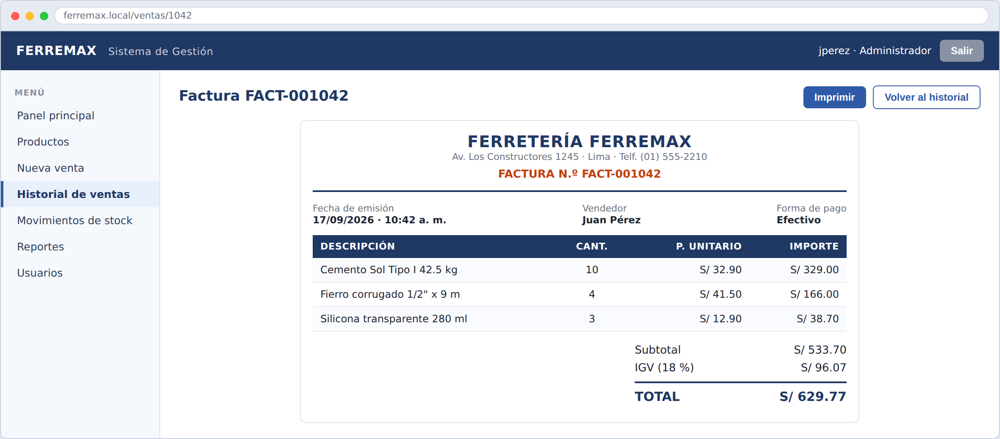 ferremax.local/ventas/1042
FERREMAX Sistema de Gestión
jperez · Administrador Salir
MENÚ
Panel principal
Productos
Nueva venta
Historial de ventas
Movimientos de stock
Reportes
Usuarios
Factura FACT-001042
Imprimir Volver al historial
FERRETERÍA FERREMAX
Av. Los Constructores 1245 · Lima · Telf. (01) 555-2210
FACTURA N.º FACT-001042
Fecha de emisión Vendedor Forma de pago
17/09/2026 · 10:42 a. m. Juan Pérez Efectivo
DESCRIPCIÓN CANT. P. UNITARIO IMPORTE
Cemento Sol Tipo I 42.5 kg 10 S/ 32.90 S/ 329.00
Fierro corrugado 1/2" x 9 m 4 S/ 41.50 S/ 166.00
Silicona transparente 280 ml 3 S/ 12.90 S/ 38.70
Subtotal S/ 533.70
IGV (18 %) S/ 96.07
TOTAL S/ 629.77